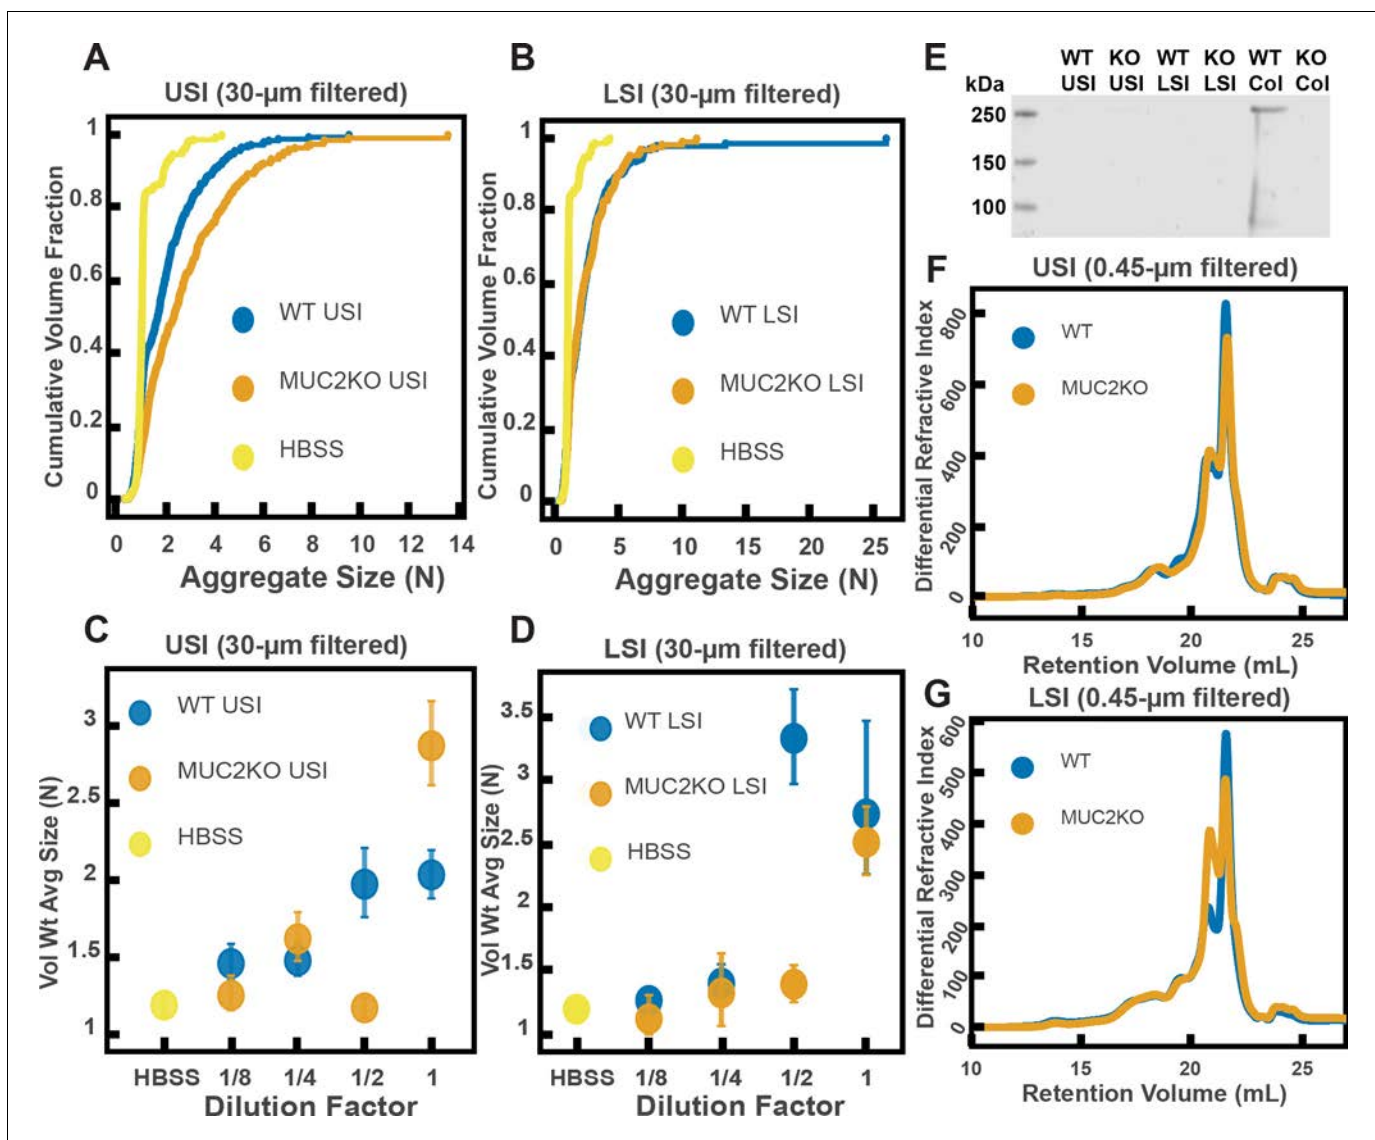 A
USI (30-µm filtered)
Cumulative Volume Fraction
1
0.8
0.6
0.4
0.2
0
WT USI
MUC2KO USI
HBSS
0 2 4 6 8 10 12 14
Aggregate Size (N)
B
LSI (30-µm filtered)
Cumulative Volume Fraction
1
0.8
0.6
0.4
0.2
0
WT LSI
MUC2KO LSI
HBSS
0 5 10 15 20 25
Aggregate Size (N)
C
USI (30-µm filtered)
Vol Wt Avg Size (N)
3
2.5
2
1.5
1
WT USI
MUC2KO USI
HBSS
HBSS 1/8 1/4 1/2 1
Dilution Factor
D
LSI (30-µm filtered)
Vol Wt Avg Size (N)
3.5
3
2.5
2
1.5
1
WT LSI
MUC2KO LSI
HBSS
HBSS 1/8 1/4 1/2 1
Dilution Factor
E
WT KO WT KO WT KO
USI USI LSI LSI Col Col
kDa
250
150
100
F
USI (0.45-µm filtered)
Differential Refractive Index
800
600
400
200
0
WT
MUC2KO
10 15 20 25
Retention Volume (mL)
G
LSI (0.45-µm filtered)
Differential Refractive Index
600
500
400
300
200
100
0
WT
MUC2KO
10 15 20 25
Retention Volume (mL)